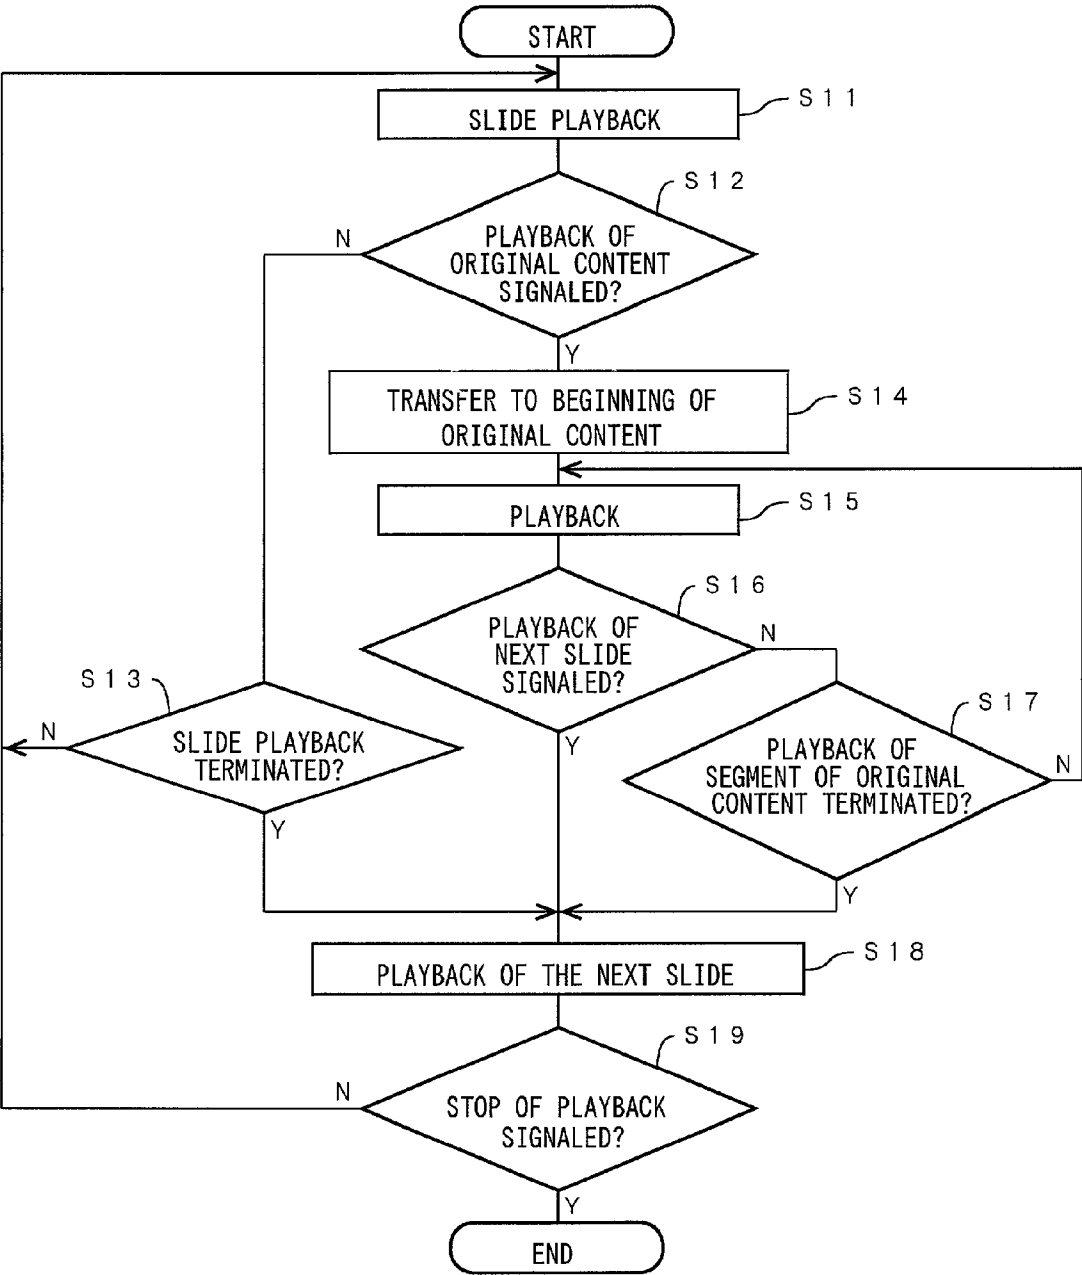 START
S11
SLIDE PLAYBACK
S12
N
PLAYBACK OF
ORIGINAL CONTENT
SIGNALED?
Y
TRANSFER TO BEGINNING OF
ORIGINAL CONTENT
S14
PLAYBACK
S15
S16
PLAYBACK OF
NEXT SLIDE
SIGNALED?
N
Y
S13
N
SLIDE PLAYBACK
TERMINATED?
Y
S17
PLAYBACK OF
SEGMENT OF ORIGINAL
CONTENT TERMINATED?
N
Y
S18
PLAYBACK OF THE NEXT SLIDE
S19
N
STOP OF PLAYBACK
SIGNALED?
Y
END